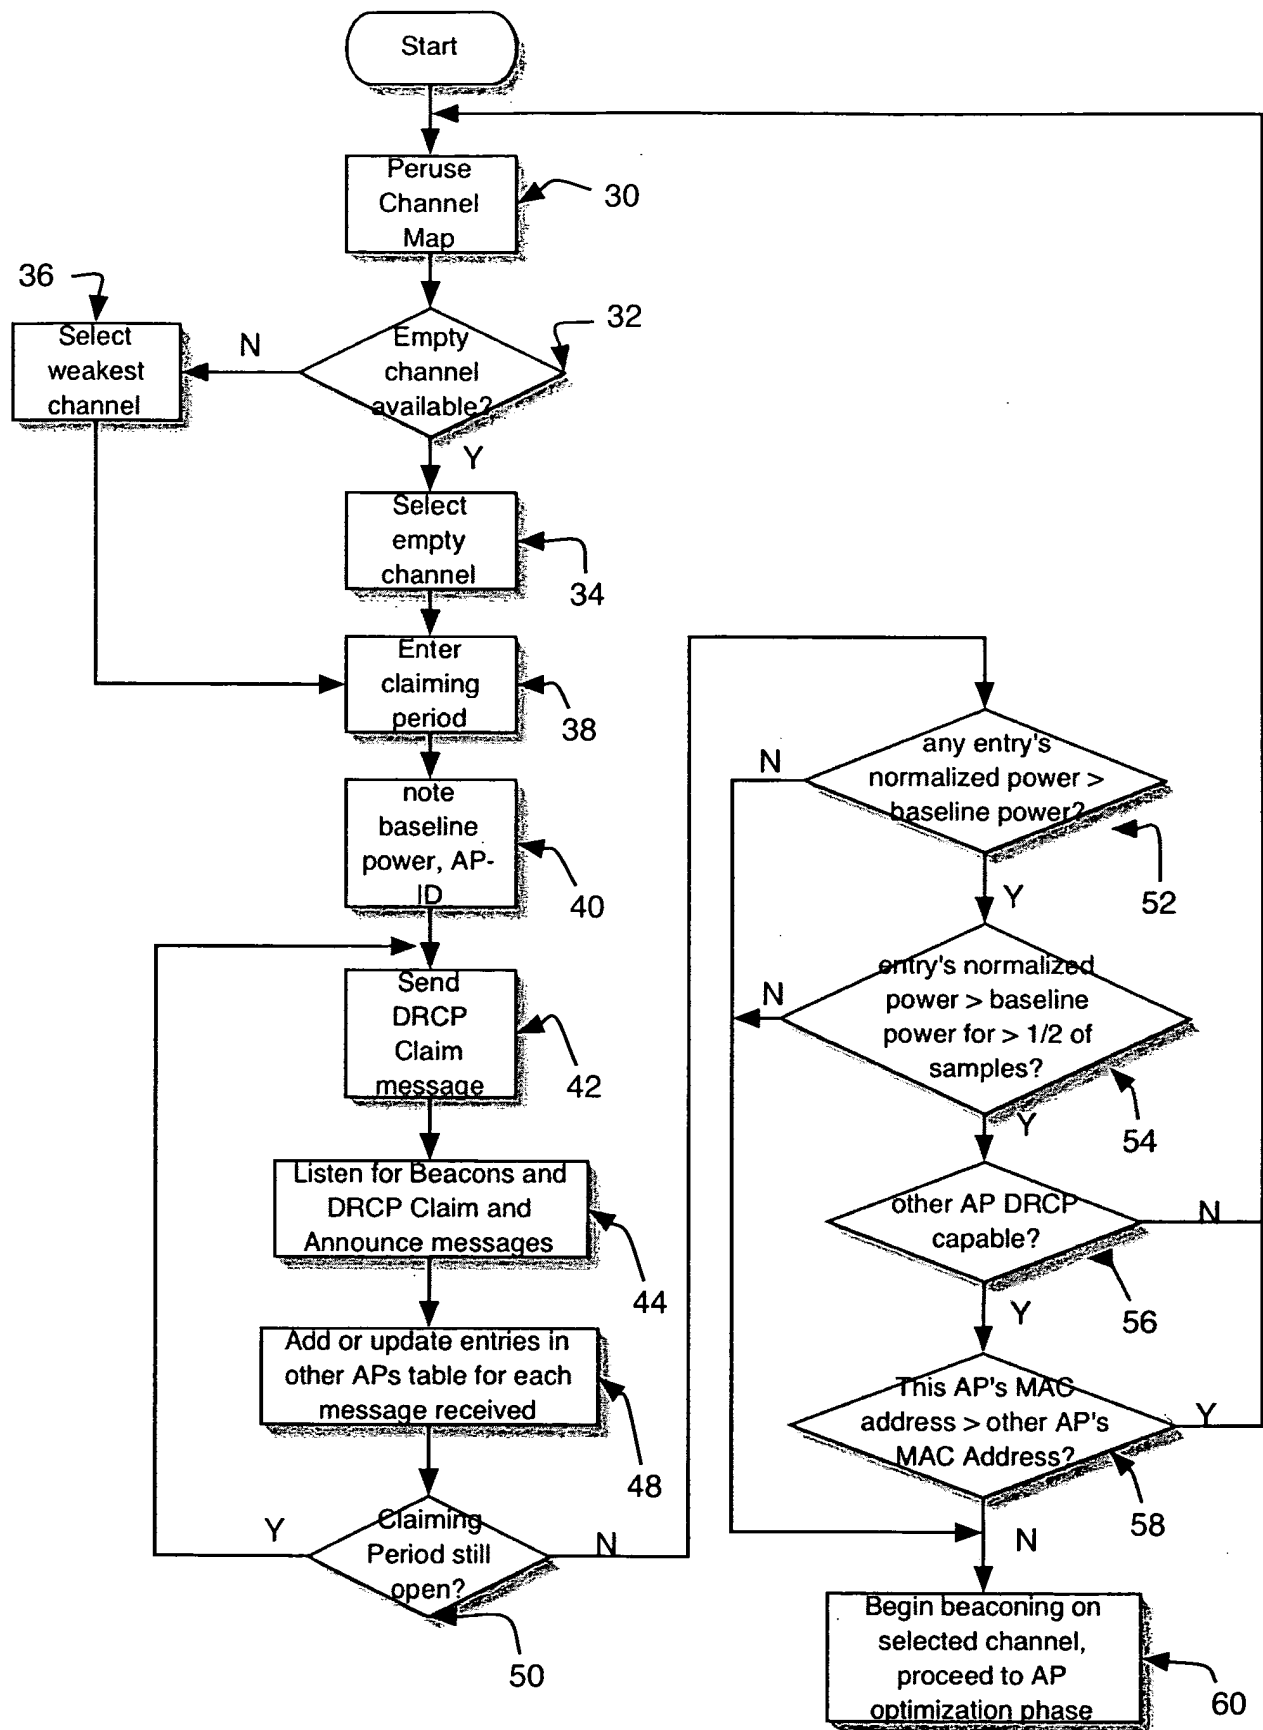 Start
Peruse
Channel
Map
30
36
Select
weakest
channel
N
Empty
channel
available?
32
Y
Select
empty
channel
34
Enter
claiming
period
38
note
baseline
power, AP-
ID
40
Send
DRCP
Claim
message
42
Listen for Beacons and
DRCP Claim and
Announce messages
44
Add or update entries in
other APs table for each
message received
48
Y
Claiming
Period still
open?
N
50
any entry's
normalized power >
baseline power?
N
52
Y
entry's normalized
power > baseline
power for > 1/2 of
samples?
N
54
Y
other AP DRCP
capable?
N
56
Y
This AP's MAC
address > other AP's
MAC Address?
Y
58
N
Begin beaconing on
selected channel,
proceed to AP
optimization phase
60